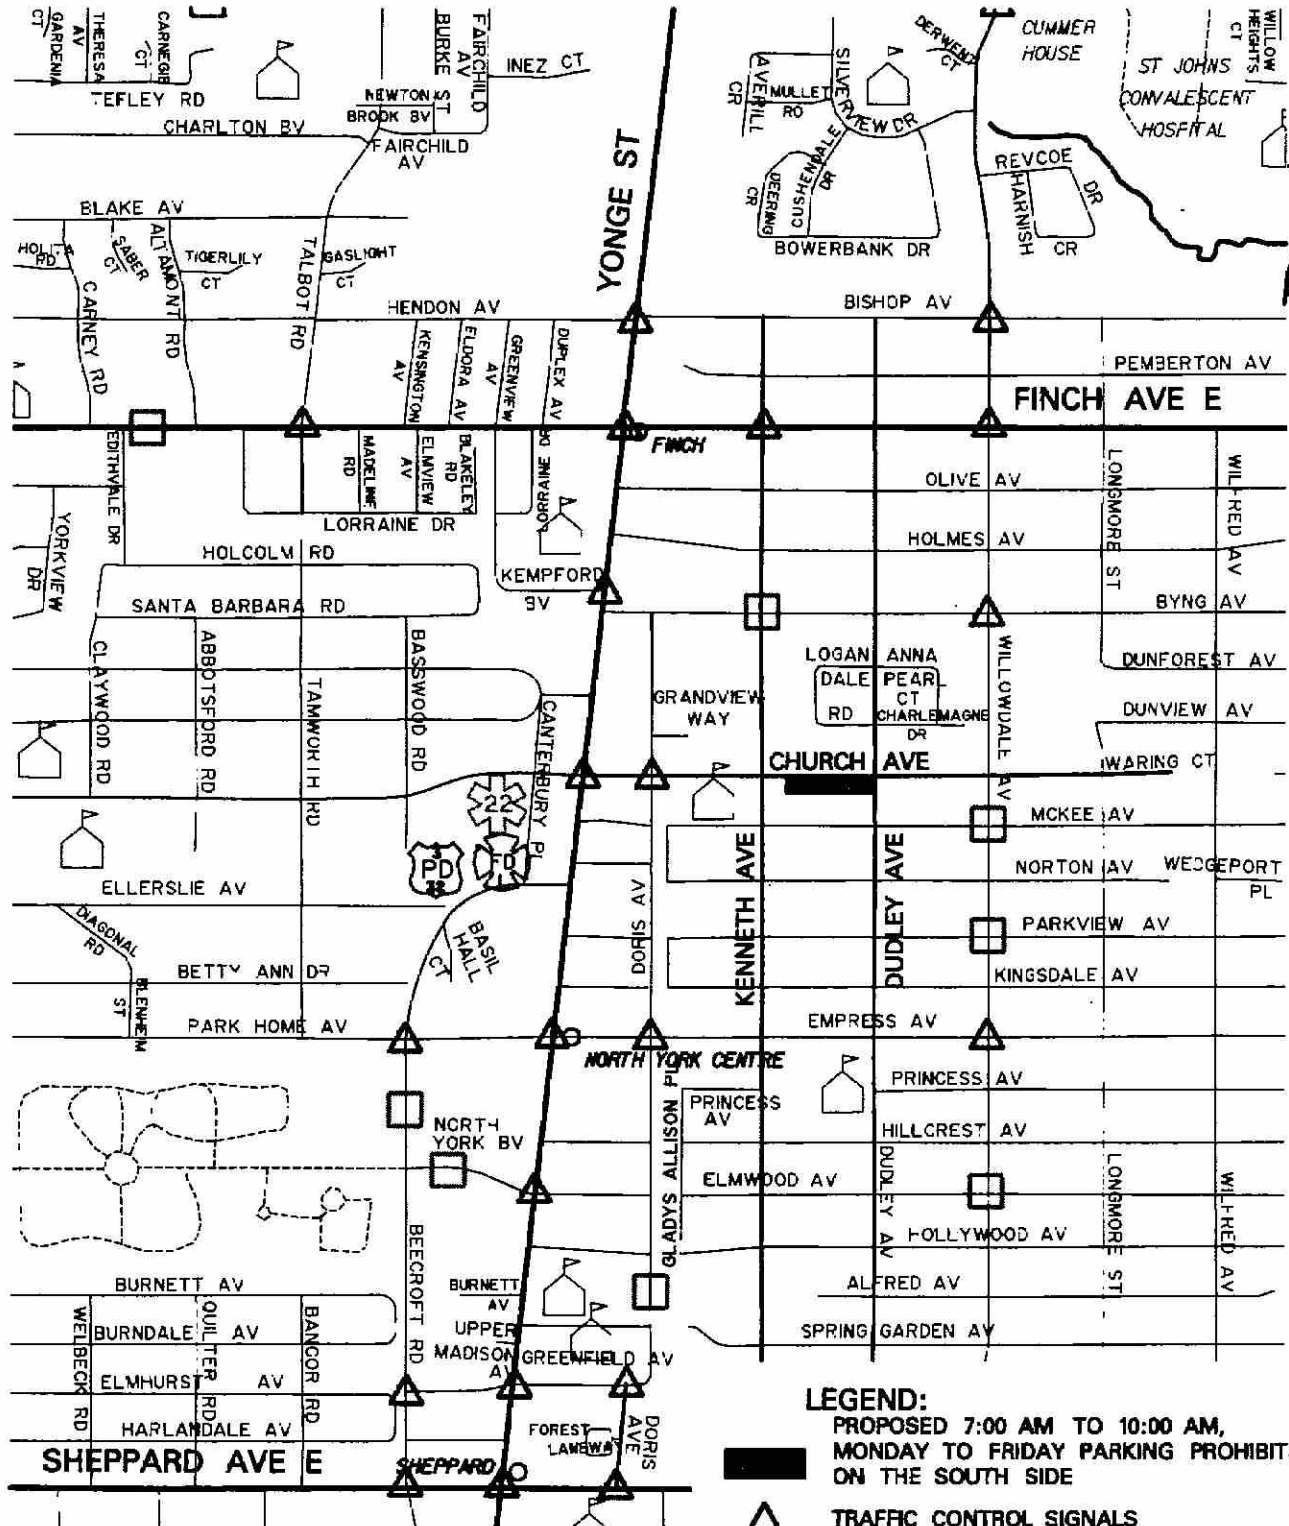 GARDENIA CT
THERESA AV
CARNEGIE CT
TEFLEY RD
CHARLTON BV
BURKE ST
FAIRCHILD AV
INEZ CT
NEWTON
BROOK BV
FAIRCHILD
AV
AVERILL CR
MULLET
RD
SILVERVIEW DR
DERWENT
CT
CUMMER
HOUSE
ST JOHNS
CONVALESCENT
HOSPITAL
WILLOW
HEIGHTS
CT
CUSHENDALE DR
DEERING CR
BOWERBANK DR
REVCOE DR
HARNISH
CR
BLAKE AV
RD
SABER CT
ALTAMONT RD
TIGERLILY
CT
TALBOT RD
GASLIGHT
CT
CARNEY RD
YONGE ST
HENDON AV
BISHOP AV
KENSINGTON AV
ELDORA AV
GREENVIEW AV
DUPLEX AV
PEMBERTON AV
FINCH AVE E
FINCH
EDITHVALE DR
MADELINE RD
ELMVIEW AV
BLAKELEY RD
LORRAINE DR
LORRAINE DR
OLIVE AV
LONGMORE ST
WILFRED AV
YORKVIEW DR
HOLCOLM RD
HOLMES AV
KEMPFORD
BV
SANTA BARBARA RD
BYNG AV
CLAYWOOD RD
ABBOTSFORD RD
TAMWORTH RD
BASSWOOD RD
CANTERBURY PL
GRANDVIEW
WAY
LOGAN ANNA
DALE PEARL
CT
RD CHARLEMAGNE
DR
WILLOWDALE AV
DUNFOREST AV
DUNVIEW AV
CHURCH AVE
WARING CT
22
PD
FD
MCKEE AV
NORTON AV
WEDGEPORT
PL
ELLERSLIE AV
DIAGONAL
RD
BASIL
HALL
CT
DORIS AV
KENNETH AVE
DUDLEY AVE
PARKVIEW AV
BETTY ANN DR
BLENHEIM ST
KINGSDALE AV
PARK HOME AV
EMPRESS AV
NORTH YORK CENTRE
PRINCESS AV
PRINCESS
AV
NORTH
YORK BV
GLADYS ALLISON PL
HILLCREST AV
ELMWOOD AV
DUDLEY AV
LONGMORE ST
WILFRED AV
HOLLYWOOD AV
BEECROFT RD
BURNETT AV
BURNETT
AV
ALFRED AV
WELBECK RD
BURNDALE AV
QUILTER RD
BANCOR RD
UPPER
MADISON
AV
GREENFIELD AV
SPRING GARDEN AV
ELMHURST AV
HARLANDALE AV
FOREST
LANEWAY
DORIS
AVE
SHEPPARD AVE E
SHEPPARD
LEGEND:
PROPOSED 7:00 AM TO 10:00 AM,
MONDAY TO FRIDAY PARKING PROHIBIT
ON THE SOUTH SIDE
TRAFFIC CONTROL SIGNALS